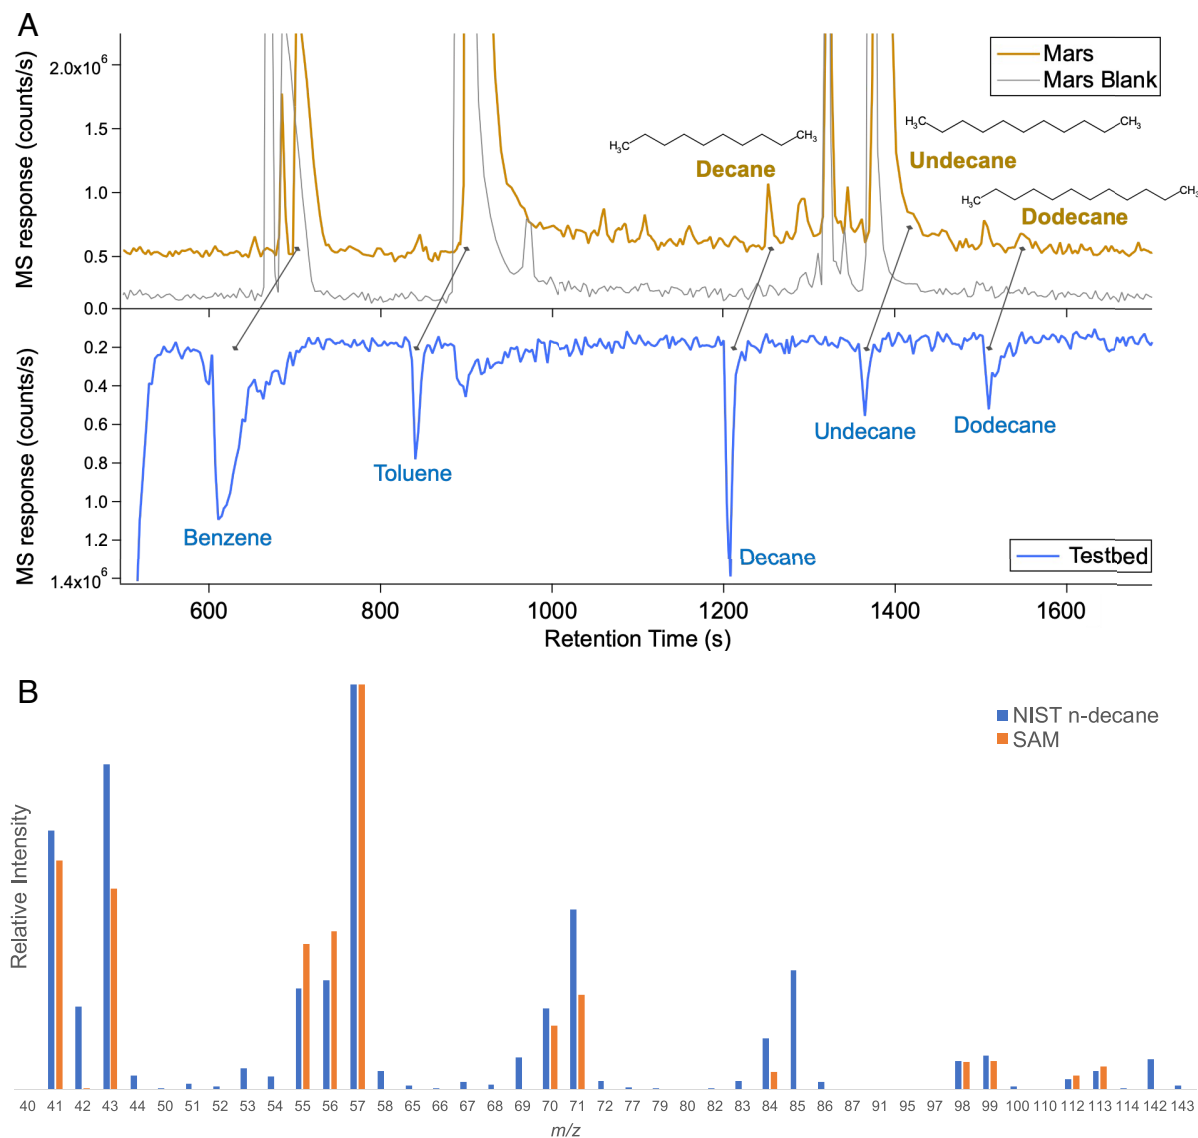 A
MS response (counts/s)
2.0x10⁶
1.5
1.0
0.5
0.0
Mars
Mars Blank
H₃C
CH₃
Decane
H₃C
CH₃
Undecane
H₃C
CH₃
Dodecane
MS response (counts/s)
0.2
0.4
0.6
0.8
1.0
1.2
1.4x10⁶
Benzene
Toluene
Decane
Undecane
Dodecane
Testbed
600 800 1000 1200 1400 1600
Retention Time (s)
B
NIST n-decane
SAM
Relative Intensity
40 41 42 43 44 50 51 52 53 54 55 56 57 58 65 66 67 68 69 70 71 72 77 79 80 82 83 84 85 86 87 91 95 97 98 99 100 110 112 113 114 142 143
m/z